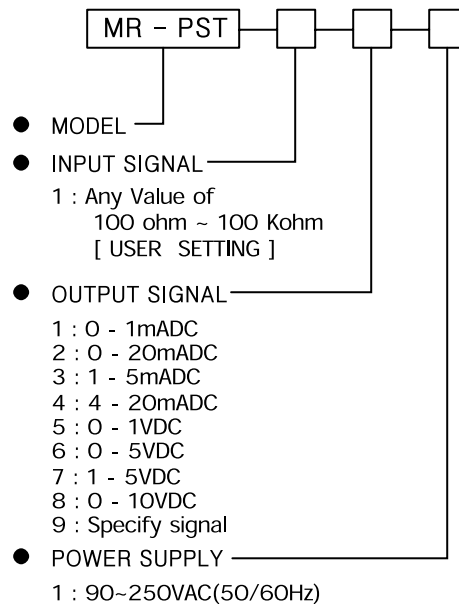 MR - PST
● MODEL
● INPUT SIGNAL
1 : Any Value of
100 ohm ~ 100 Kohm
[ USER SETTING ]
● OUTPUT SIGNAL
1 : 0 - 1mADC
2 : 0 - 20mADC
3 : 1 - 5mADC
4 : 4 - 20mADC
5 : 0 - 1VDC
6 : 0 - 5VDC
7 : 1 - 5VDC
8 : 0 - 10VDC
9 : Specify signal
● POWER SUPPLY
1 : 90~250VAC(50/60Hz)